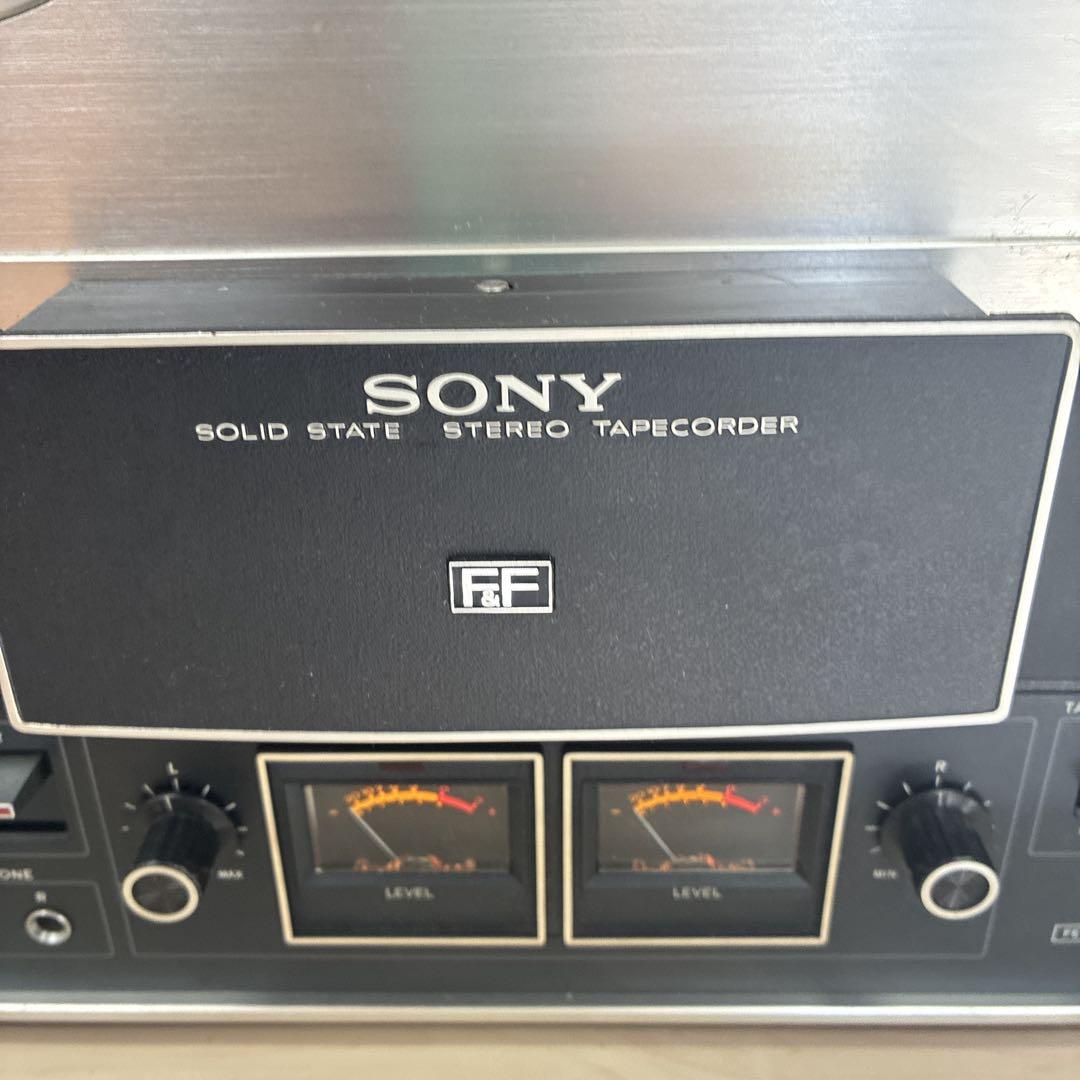 SONY
SOLID STATE STEREO TAPECORDER
F&F
L
R
MAX
MIN
LEVEL
LEVEL
R